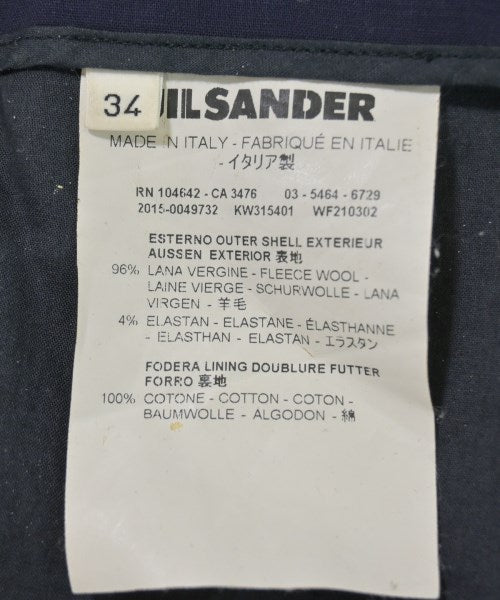 34
JIL SANDER
MADE IN ITALY - FABRIQUÉ EN ITALIE
- イタリア製
RN 104642 - CA 3476 03 - 5464 - 6729
2015-0049732 KW315401 WF210302
ESTERNO OUTER SHELL EXTERIEUR
AUSSEN EXTERIOR 表地
96% LANA VERGINE - FLEECE WOOL -
LAINE VIERGE - SCHURWOLLE - LANA
VIRGEN - 羊毛
4% ELASTAN - ELASTANE - ÉLASTHANNE
- ELASTHAN - ELASTAN - エラスタン
FODERA LINING DOUBLURE FUTTER
FORRO 裏地
100% COTONE - COTTON - COTON -
BAUMWOLLE - ALGODON - 綿